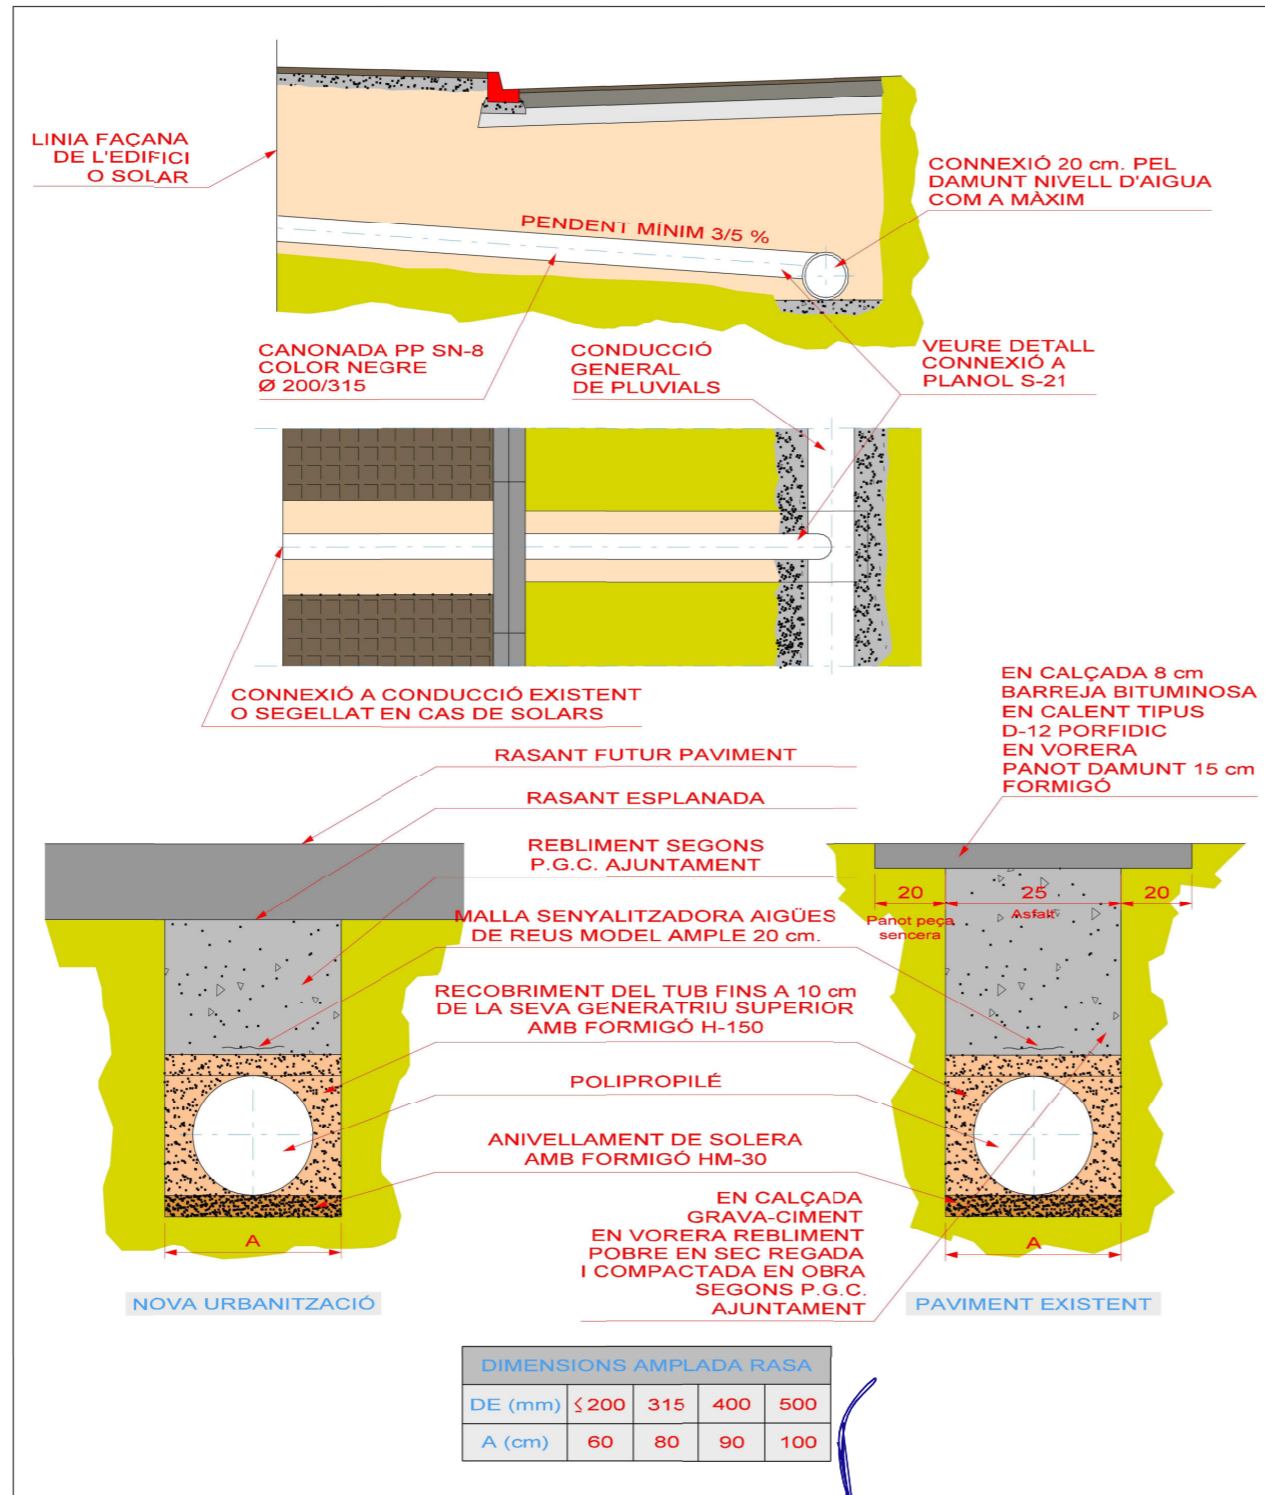 LINIA FAÇANA
DE L'EDIFICI
O SOLAR
CONNEXIÓ 20 cm. PEL
DAMUNT NIVELL D'AIGUA
COM A MÀXIM
PENDENT MÍNIM 3/5 %
CANONADA PP SN-8
COLOR NEGRE
Ø 200/315
CONDUCCIÓ
GENERAL
DE PLUVIALS
VEURE DETALL
CONNEXIÓ A
PLANOL S-21
CONNEXIÓ A CONDUCCIÓ EXISTENT
O SEGELLAT EN CAS DE SOLARS
EN CALÇADA 8 cm
BARREJA BITUMINOSA
EN CALENT TIPUS
D-12 PORFIDIC
EN VORERA
PANOT DAMUNT 15 cm
FORMIGÓ
RASANT FUTUR PAVIMENT
RASANT ESPLANADA
REBLIMENT SEGONS
P.G.C. AJUNTAMENT
20
25
20
Panot peça
sencera
Asfalt
MALLA SENYALITZADORA AIGÜES
DE REUS MODEL AMPLE 20 cm.
RECOBRIMENT DEL TUB FINS A 10 cm
DE LA SEVA GENERATRIU SUPERIOR
AMB FORMIGÓ H-150
POLIPROPILÉ
ANIVELLAMENT DE SOLERA
AMB FORMIGÓ HM-30
EN CALÇADA
GRAVA-CIMENT
EN VORERA REBLIMENT
POBRE EN SEC REGADA
I COMPACTADA EN OBRA
SEGONS P.G.C.
AJUNTAMENT
A
A
NOVA URBANITZACIÓ
PAVIMENT EXISTENT
DIMENSIONS AMPLADA RASA
DE (mm) ≤200 315 400 500
A (cm) 60 80 90 100